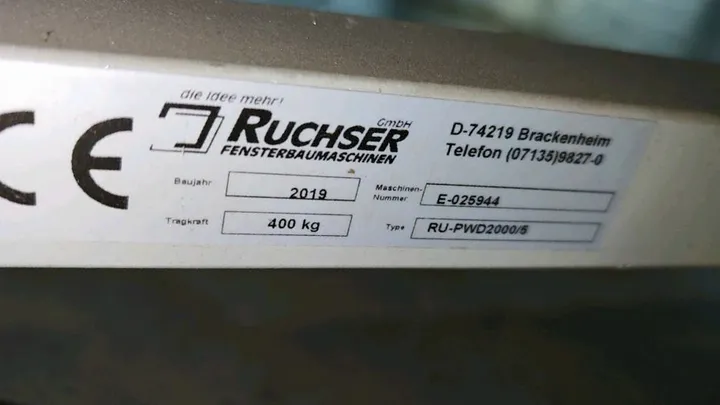 CE
die idee mehr!
RUCHSER GmbH
FENSTERBAUMASCHINEN
D-74219 Brackenheim
Telefon (07135)9827-0
Baujahr 2019
Maschinen-Nummer E-025944
Tragkraft 400 kg
Type RU-PWD2000/5